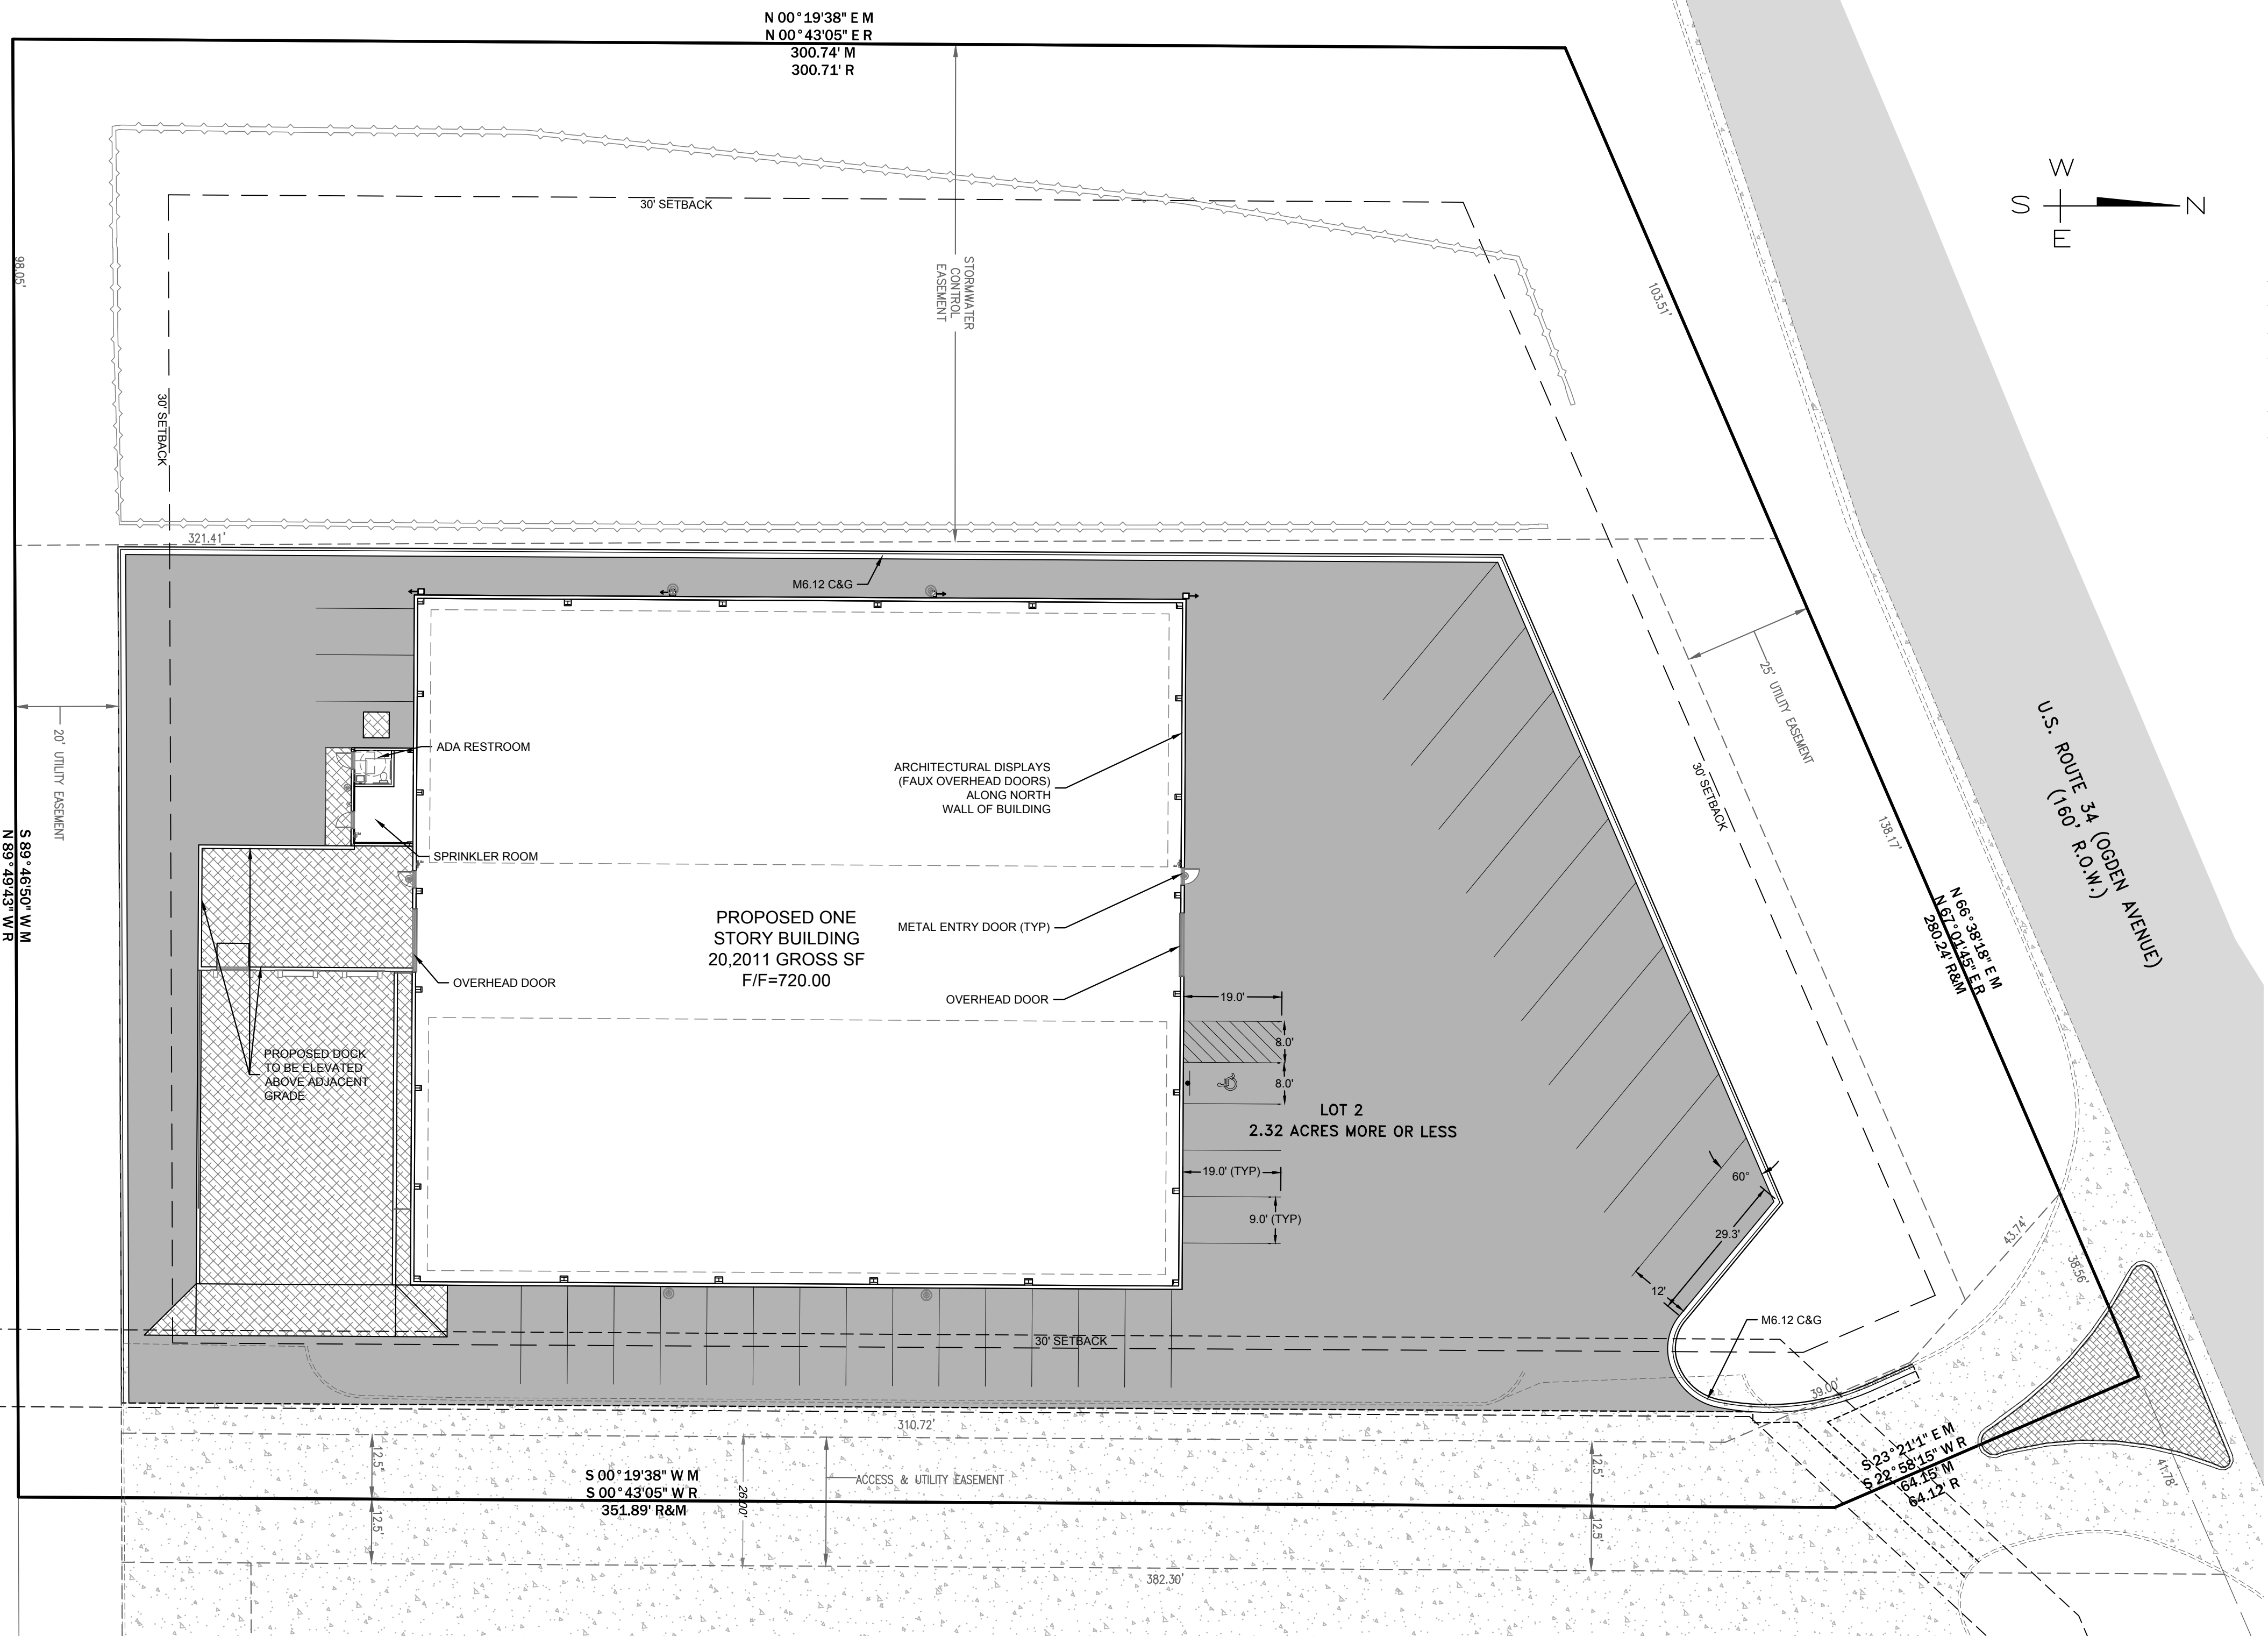 N 00°19'38" E M
N 00°43'05" E R
300.74' M
300.71' R
W
S
N
E
30' SETBACK
98.05'
STORMWATER
CONTROL
EASEMENT
103.51'
30' SETBACK
321.41'
M6.12 C&G
25' UTILITY EASEMENT
20' UTILITY EASEMENT
ADA RESTROOM
ARCHITECTURAL DISPLAYS
(FAUX OVERHEAD DOORS)
ALONG NORTH
WALL OF BUILDING
30' SETBACK
U.S. ROUTE 34 (OGDEN AVENUE)
(160' R.O.W.)
138.17'
SPRINKLER ROOM
S 89°46'50" W M
N 89°49'43" W R
PROPOSED ONE
STORY BUILDING
20,2011 GROSS SF
F/F=720.00
METAL ENTRY DOOR (TYP)
N 66°38'18" E M
N 67°01'45" E R
280.24' R&M
OVERHEAD DOOR
OVERHEAD DOOR
19.0'
8.0'
8.0'
PROPOSED DOCK
TO BE ELEVATED
ABOVE ADJACENT
GRADE
LOT 2
2.32 ACRES MORE OR LESS
19.0' (TYP)
60°
9.0' (TYP)
29.3'
43.74'
38.56'
12'
M6.12 C&G
30' SETBACK
39.00'
310.72'
12.5'
12.5'
S 00°19'38" W M
S 00°43'05" W R
351.89' R&M
26.00'
ACCESS & UTILITY EASEMENT
12.5'
12.5'
S 23°21'1" E M
S 22°58'15" W R
64.15' M
64.12' R
41.78'
382.30'